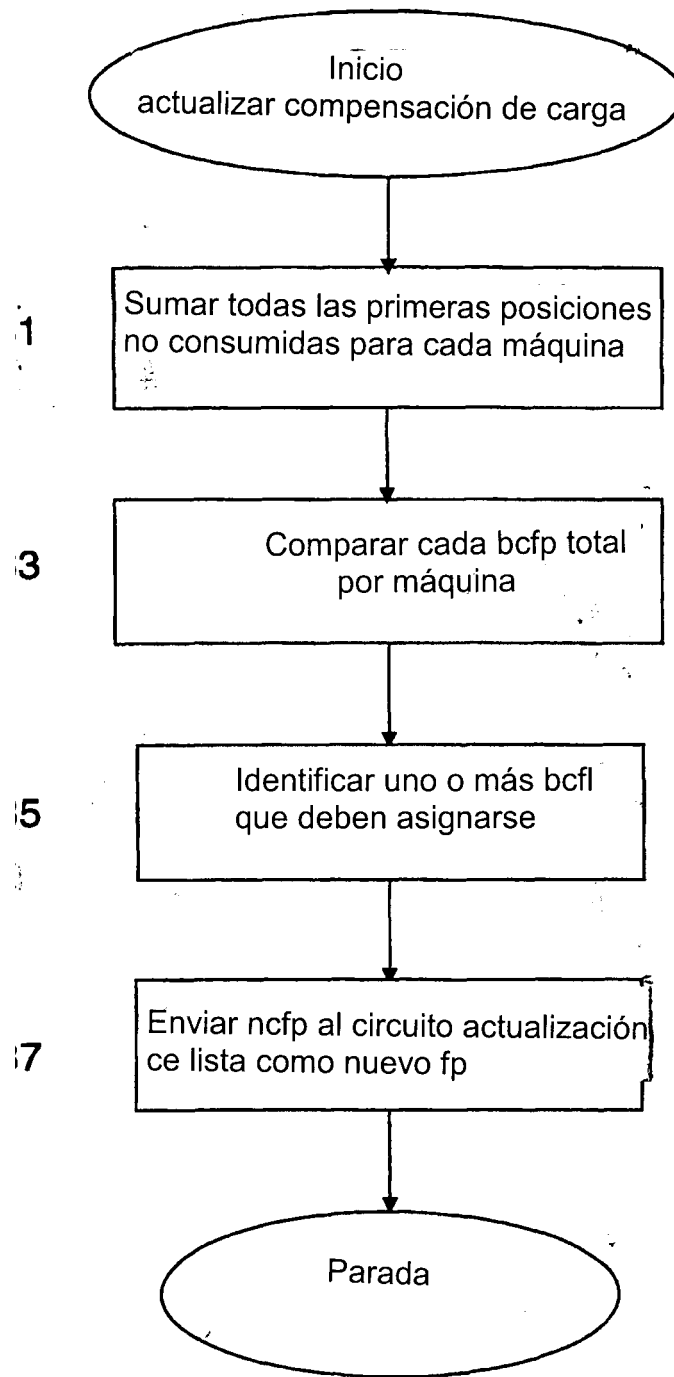 Inicio
actualizar compensación de carga
Sumar todas las primeras posiciones
no consumidas para cada máquina
1
Comparar cada bcfp total
por máquina
3
Identificar uno o más bcfl
que deben asignarse
5
Enviar ncfp al circuito actualización
ce lista como nuevo fp
7
Parada